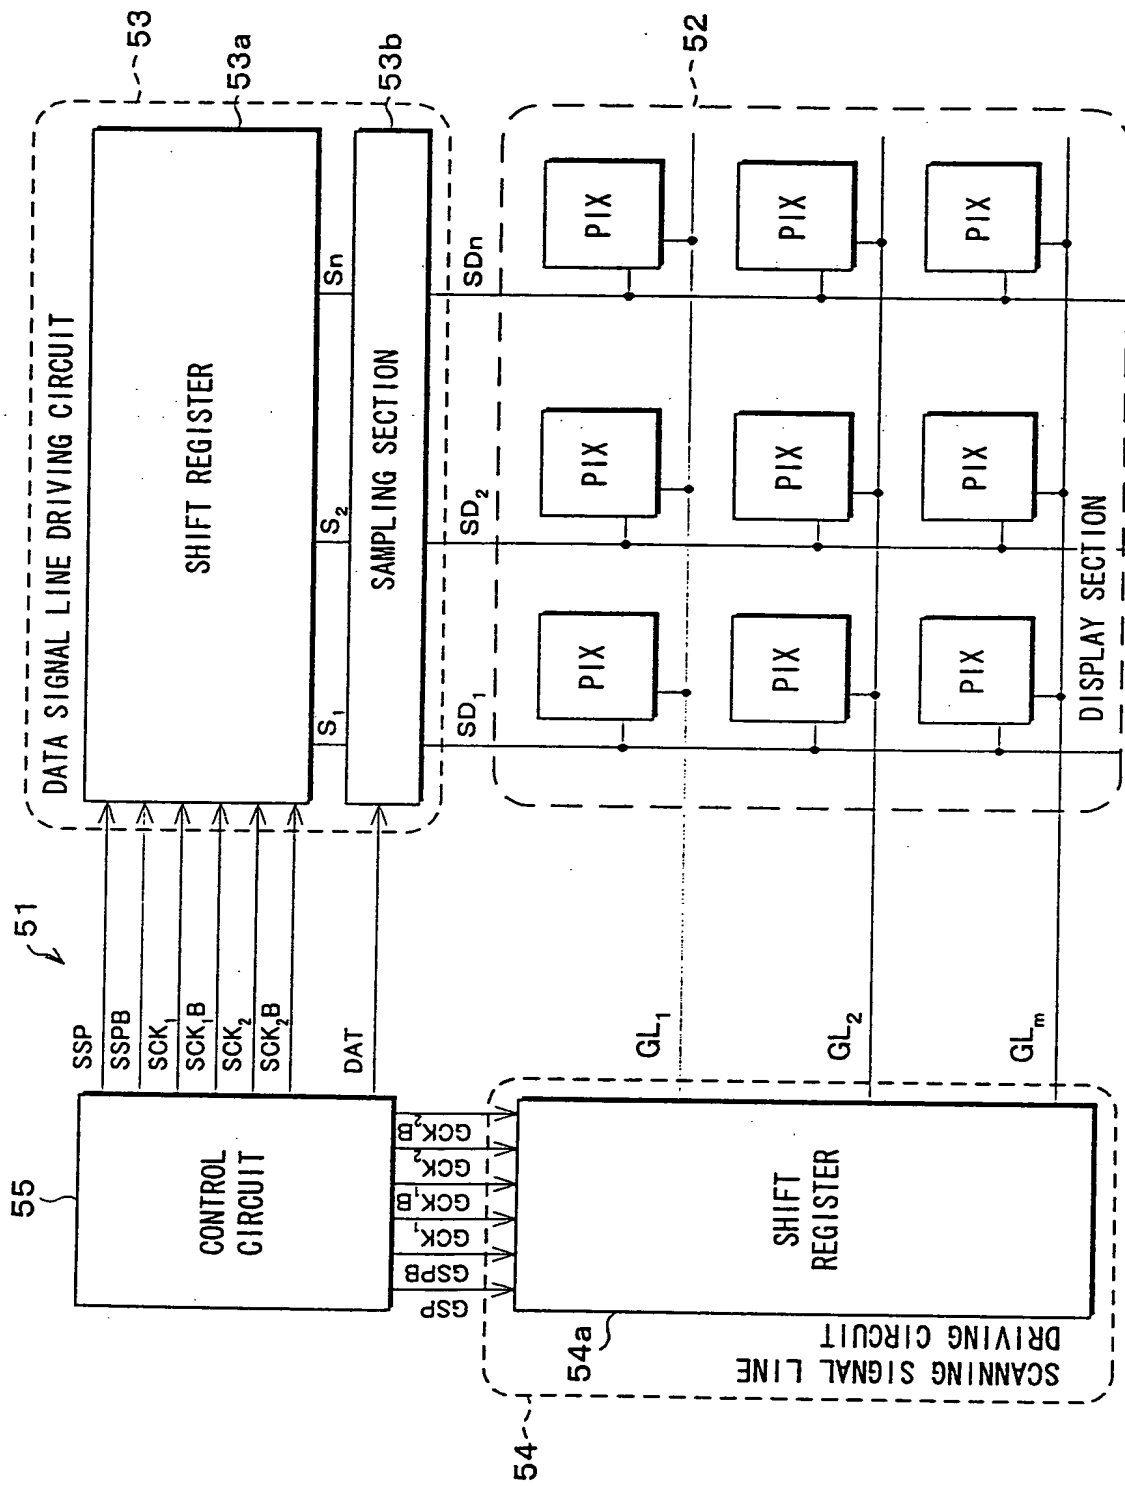 51
53
DATA SIGNAL LINE DRIVING CIRCUIT
53a
SHIFT REGISTER
S₁
S₂
Sn
53b
SAMPLING SECTION
55
CONTROL
CIRCUIT
SSP
SSPB
SCK₁
SCK₁B
SCK₂
SCK₂B
DAT
SD₁
SD₂
SDn
52
GSP
GSPB
GCK₁
GCK₁B
GCK₂
GCK₂B
54
SCANNING SIGNAL LINE
DRIVING CIRCUIT
54a
SHIFT
REGISTER
GL₁
PIX
PIX
PIX
GL₂
PIX
PIX
PIX
GLm
PIX
PIX
PIX
DISPLAY SECTION